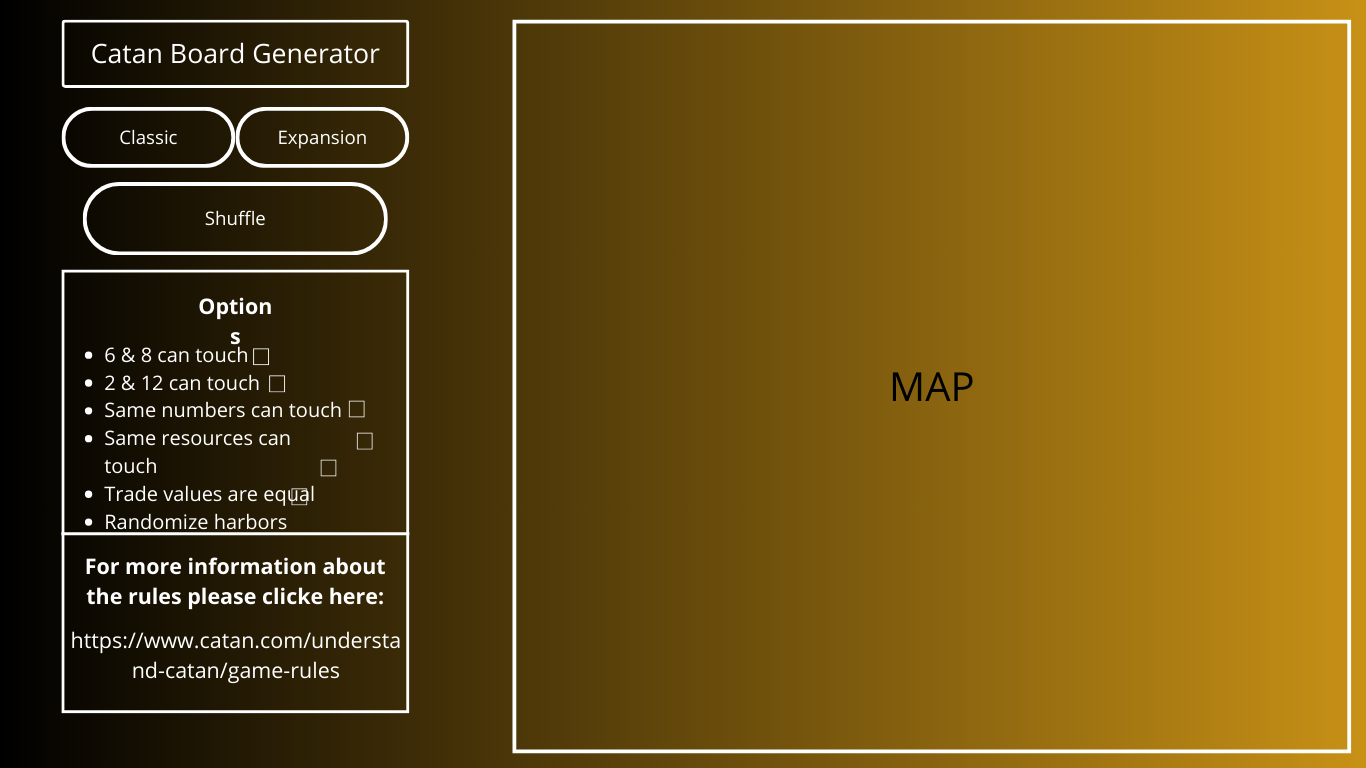 Catan Board Generator
Classic
Expansion
Shuffle
Option
s
6 & 8 can touch
2 & 12 can touch
Same numbers can touch
Same resources can
touch
Trade values are equal
Randomize harbors
For more information about
the rules please clicke here:
https://www.catan.com/understa
nd-catan/game-rules
MAP